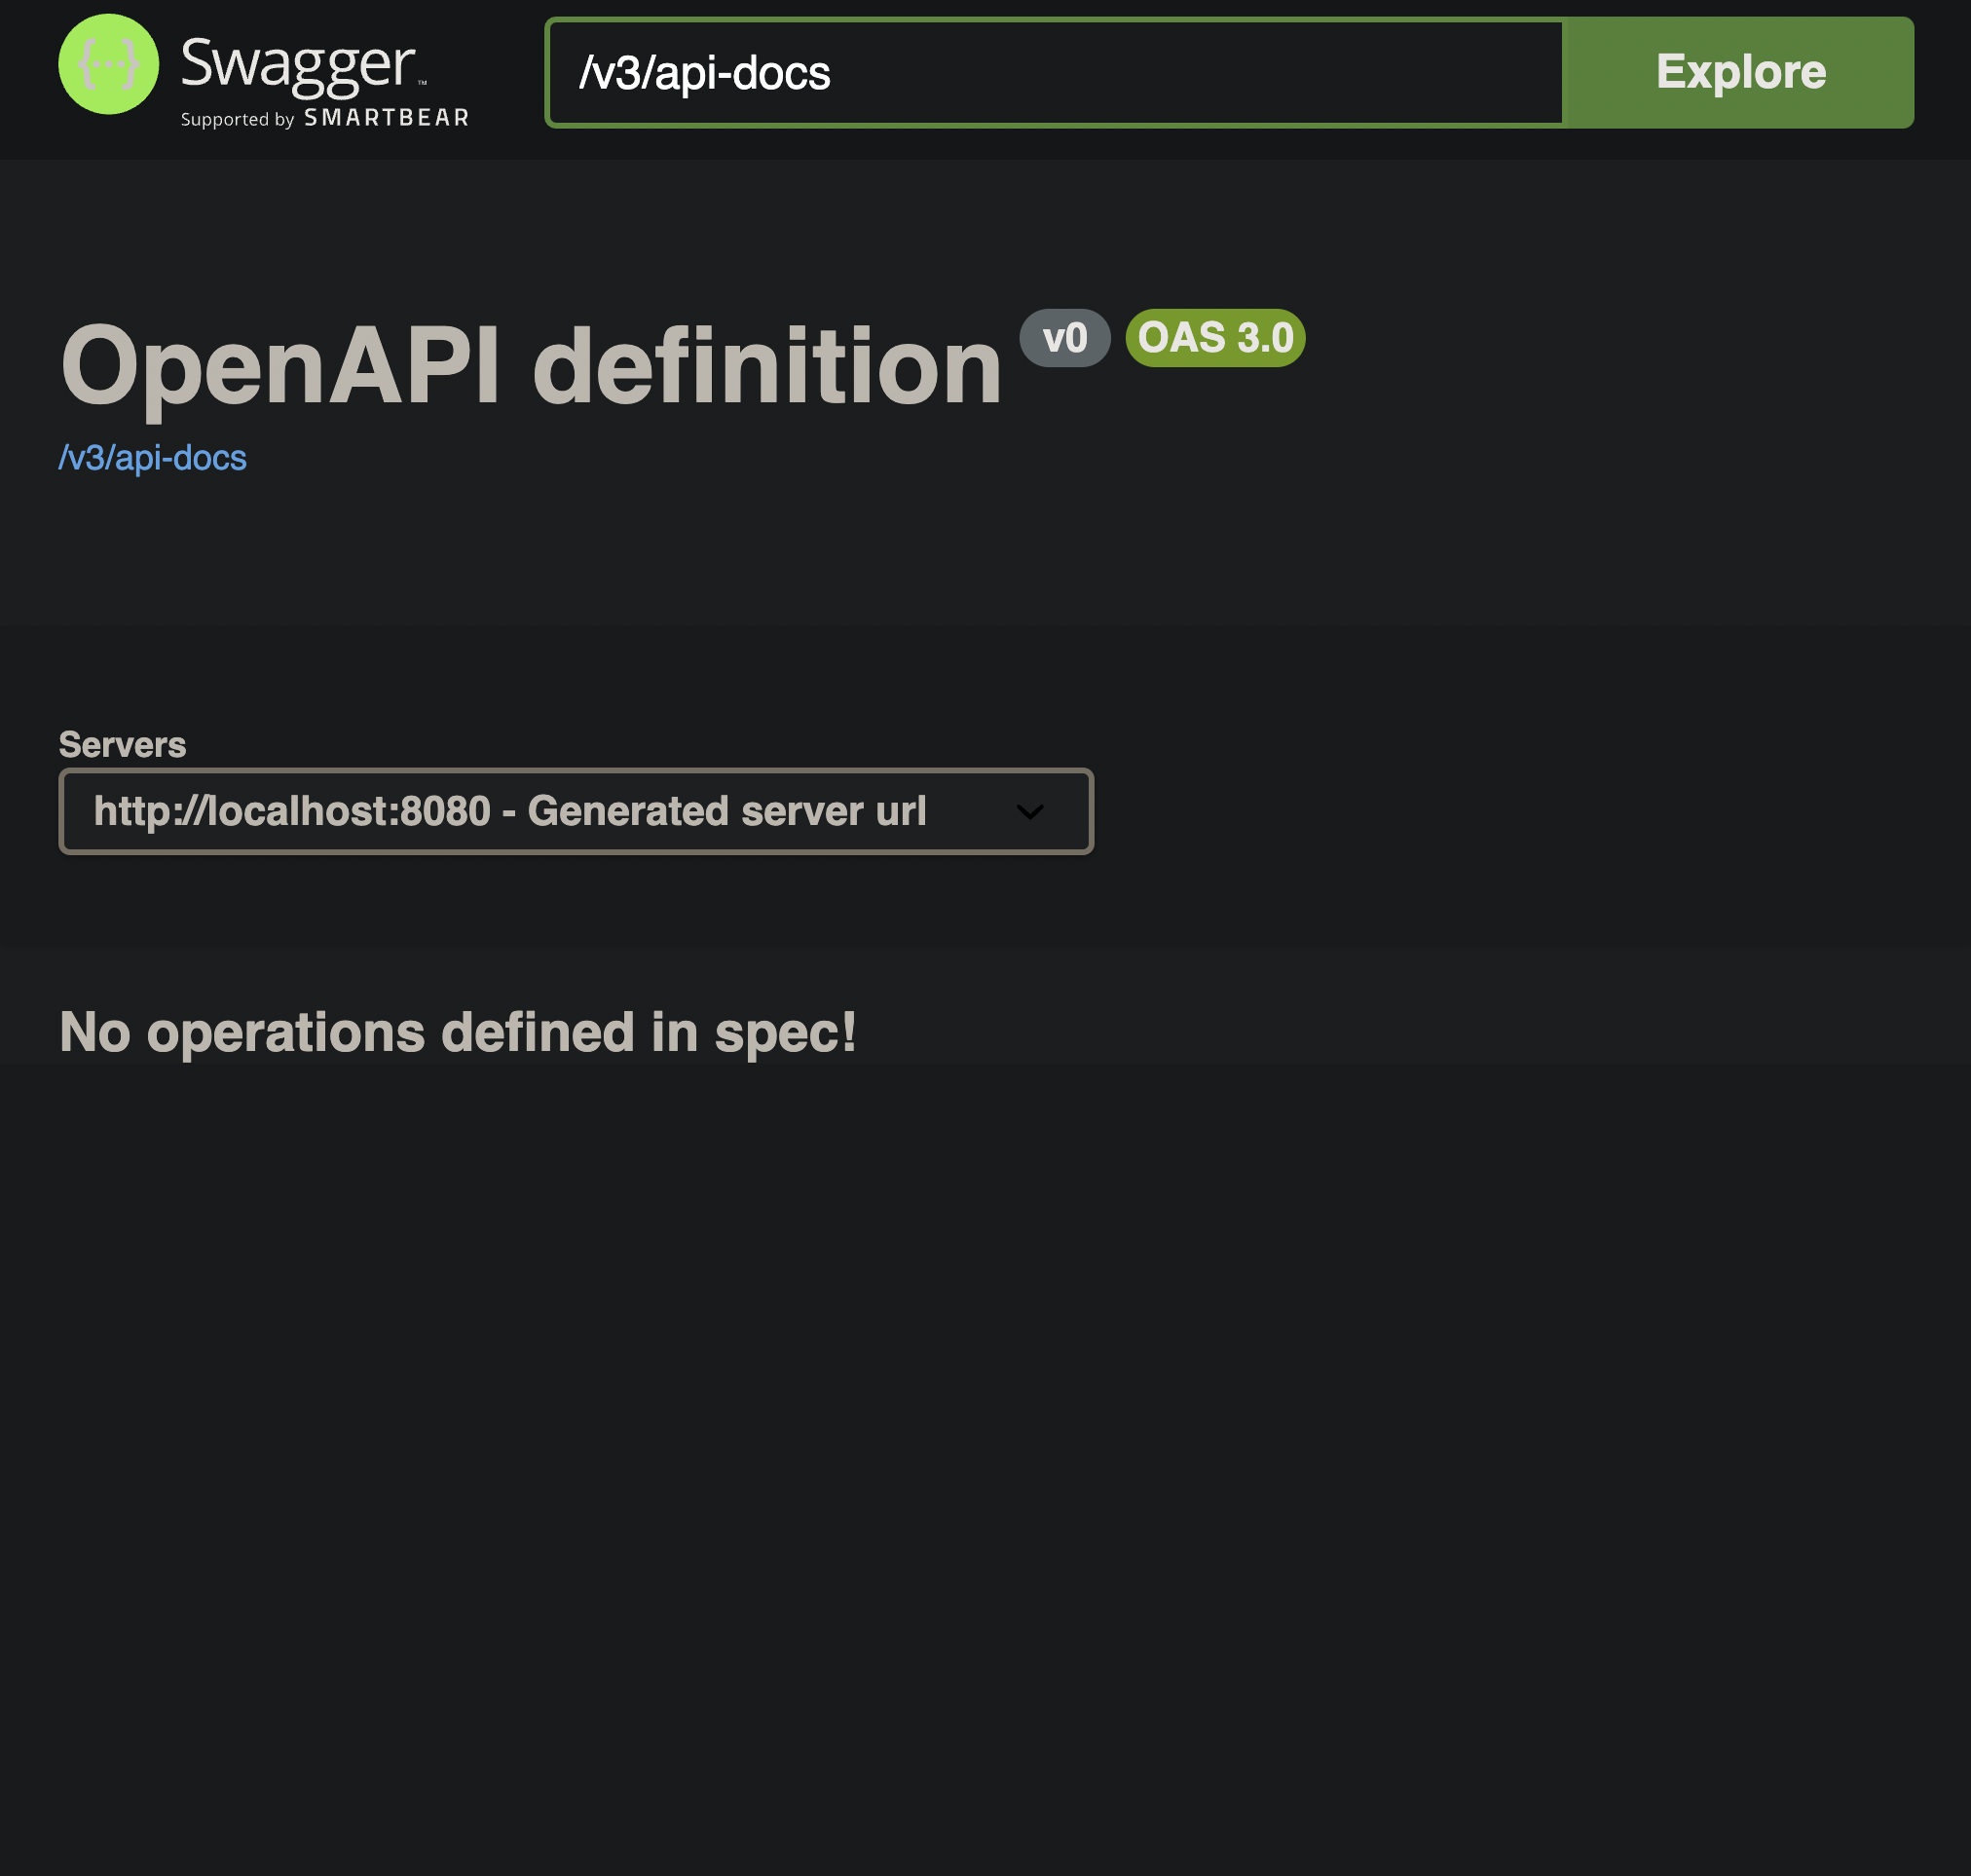 Swagger™
Supported by SMARTBEAR
/v3/api-docs
Explore
OpenAPI definition v0 OAS 3.0
/v3/api-docs
Servers
http://localhost:8080 - Generated server url
No operations defined in spec!